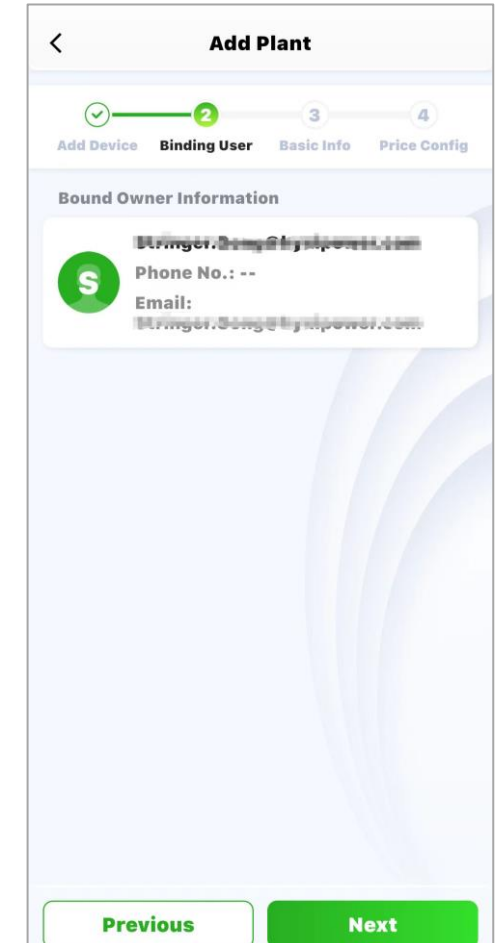 Add Plant
2 3 4
Add Device Binding User Basic Info Price Config
Bound Owner Information
S
Phone No.: --
Email:
Previous Next